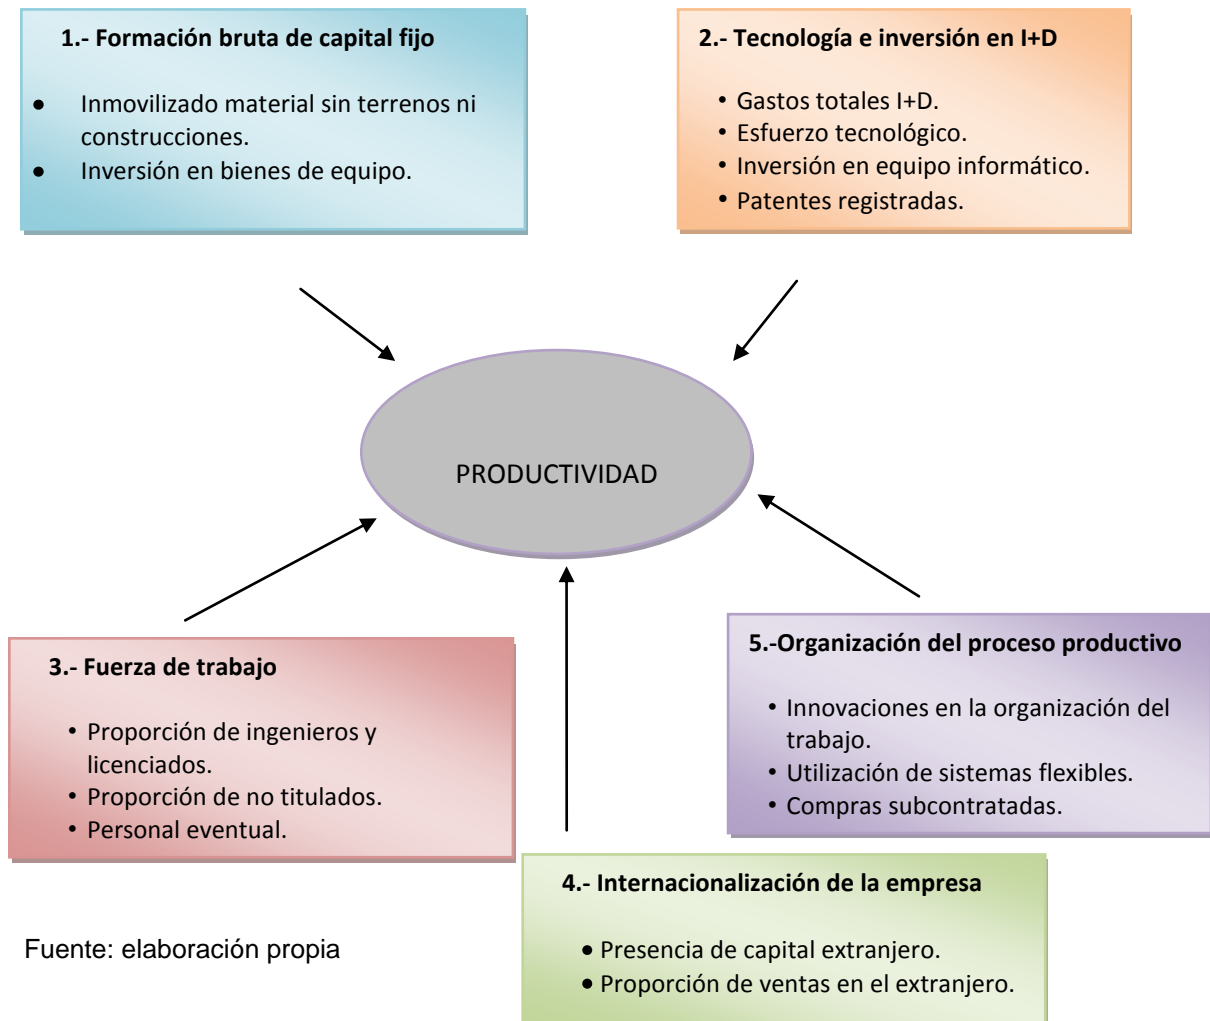 1.- Formación bruta de capital fijo
• Inmovilizado material sin terrenos ni
construcciones.
• Inversión en bienes de equipo.
2.- Tecnología e inversión en I+D
• Gastos totales I+D.
• Esfuerzo tecnológico.
• Inversión en equipo informático.
• Patentes registradas.
PRODUCTIVIDAD
3.- Fuerza de trabajo
• Proporción de ingenieros y
licenciados.
• Proporción de no titulados.
• Personal eventual.
5.-Organización del proceso productivo
• Innovaciones en la organización del
trabajo.
• Utilización de sistemas flexibles.
• Compras subcontratadas.
4.- Internacionalización de la empresa
• Presencia de capital extranjero.
• Proporción de ventas en el extranjero.
Fuente: elaboración propia